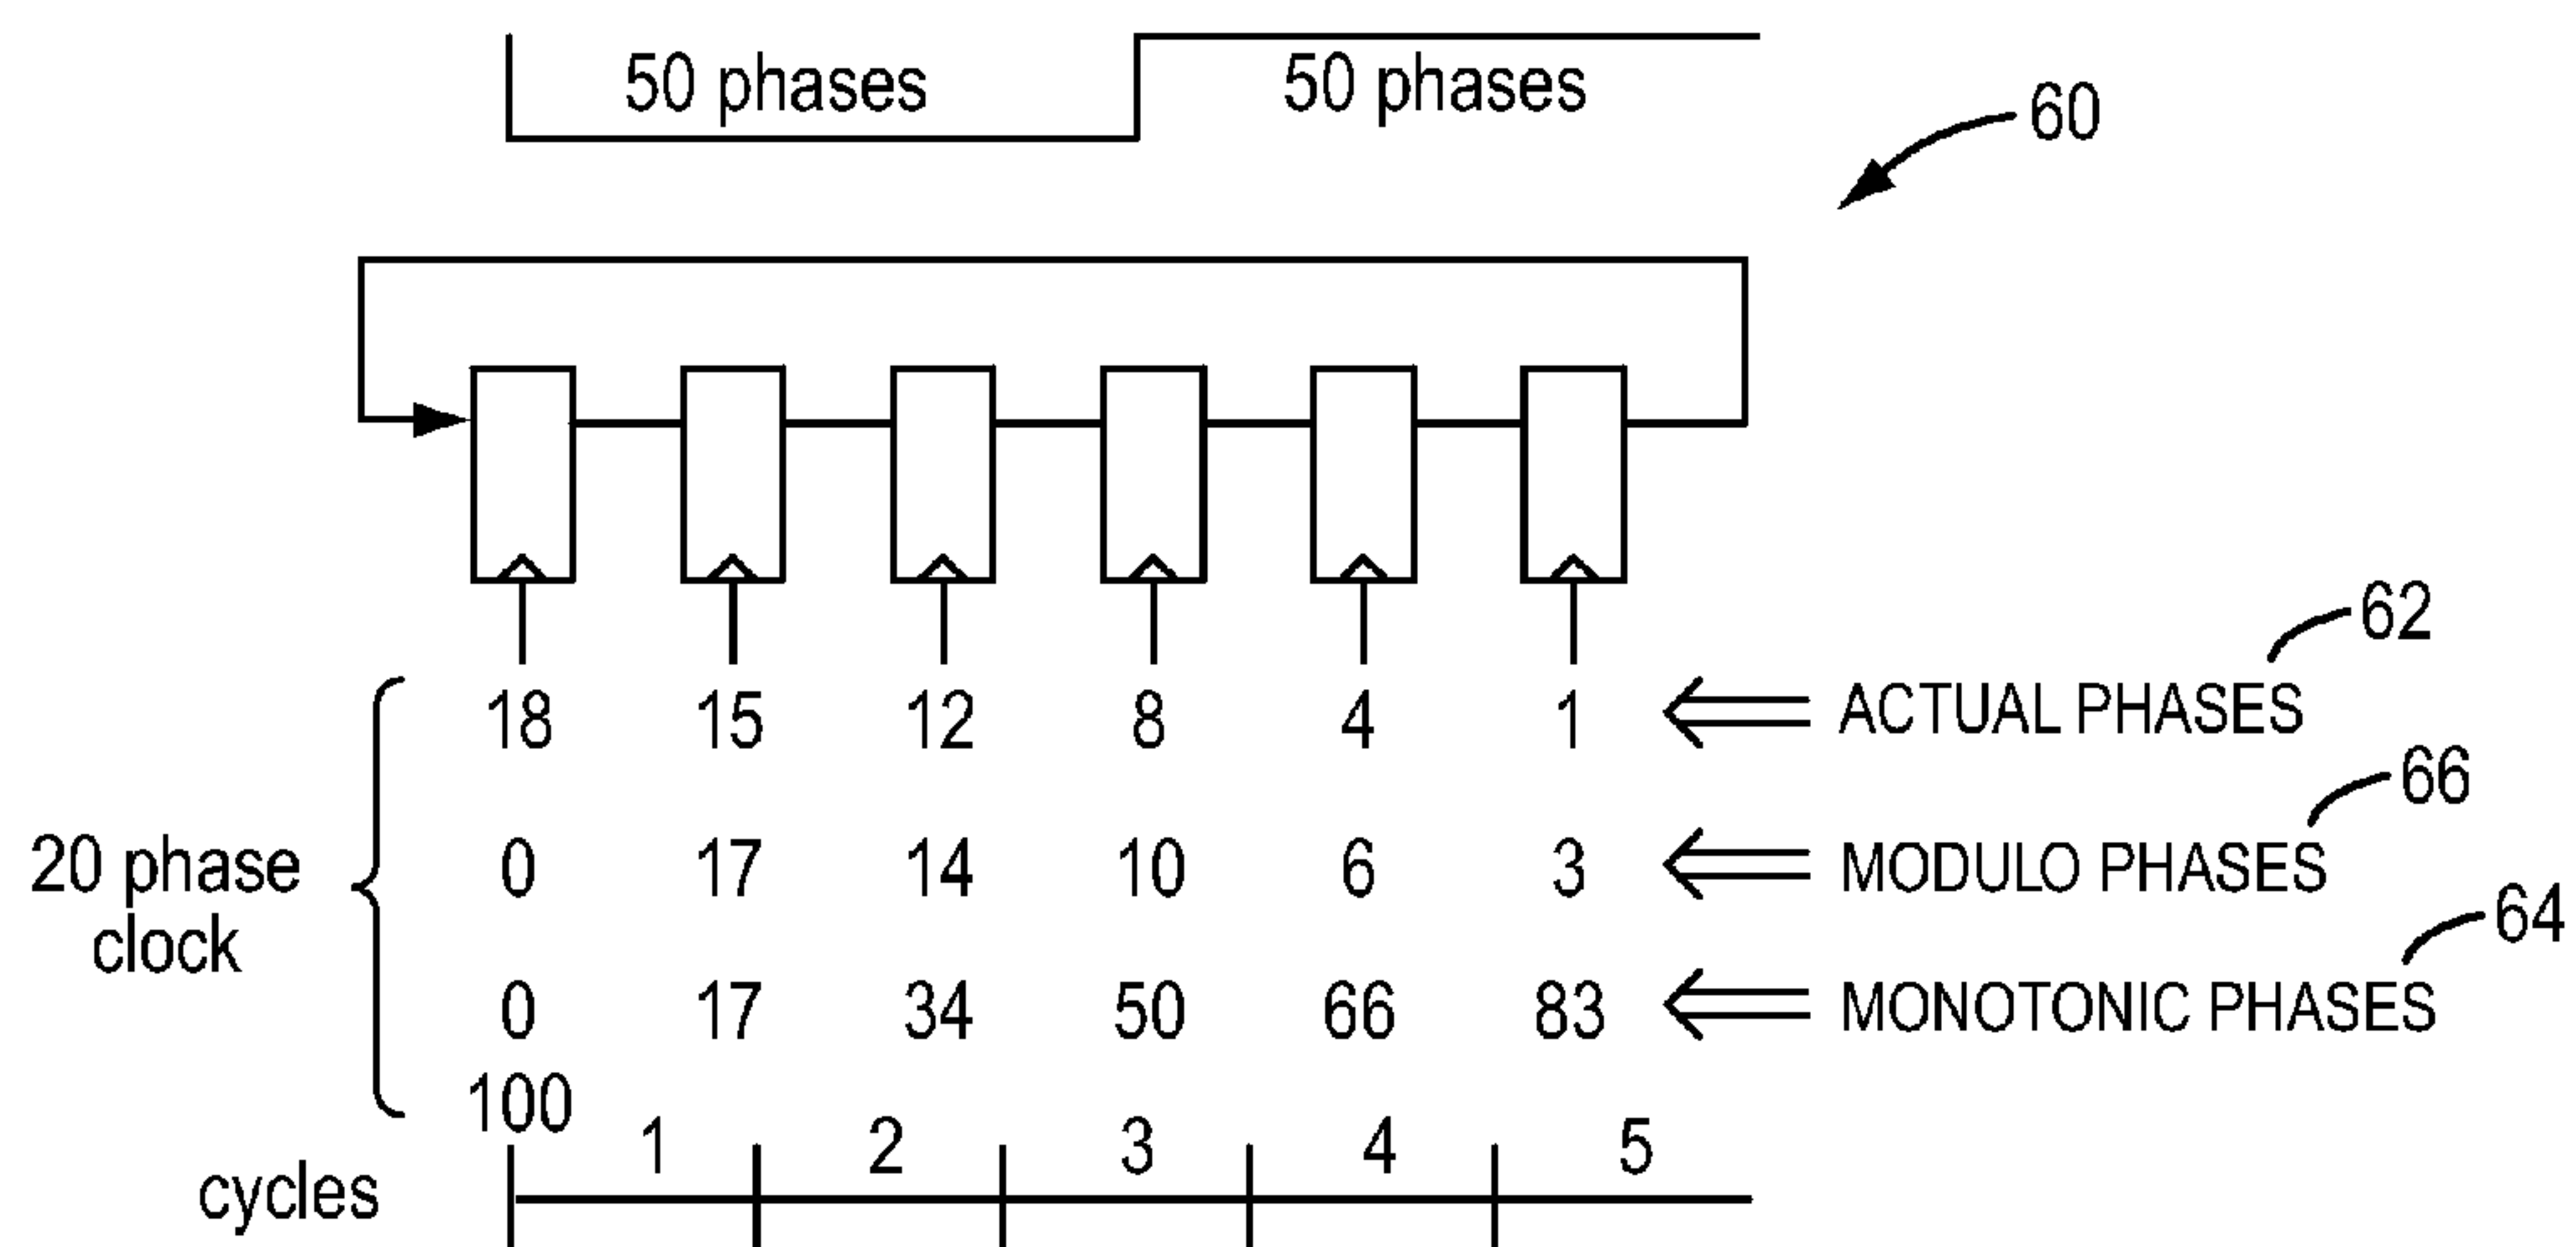 50 phases 50 phases
60
62
18 15 12 8 4 1 ACTUAL PHASES
66
20 phase
clock
0 17 14 10 6 3 MODULO PHASES
64
0 17 34 50 66 83 MONOTONIC PHASES
100
cycles 1 2 3 4 5